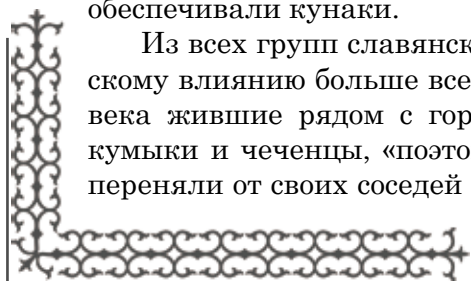 обеспечивали кунаки.
Из всех групп славянск
скому влиянию больше все
века жившие рядом с гор
кумыки и чеченцы, «поэто
переняли от своих соседей